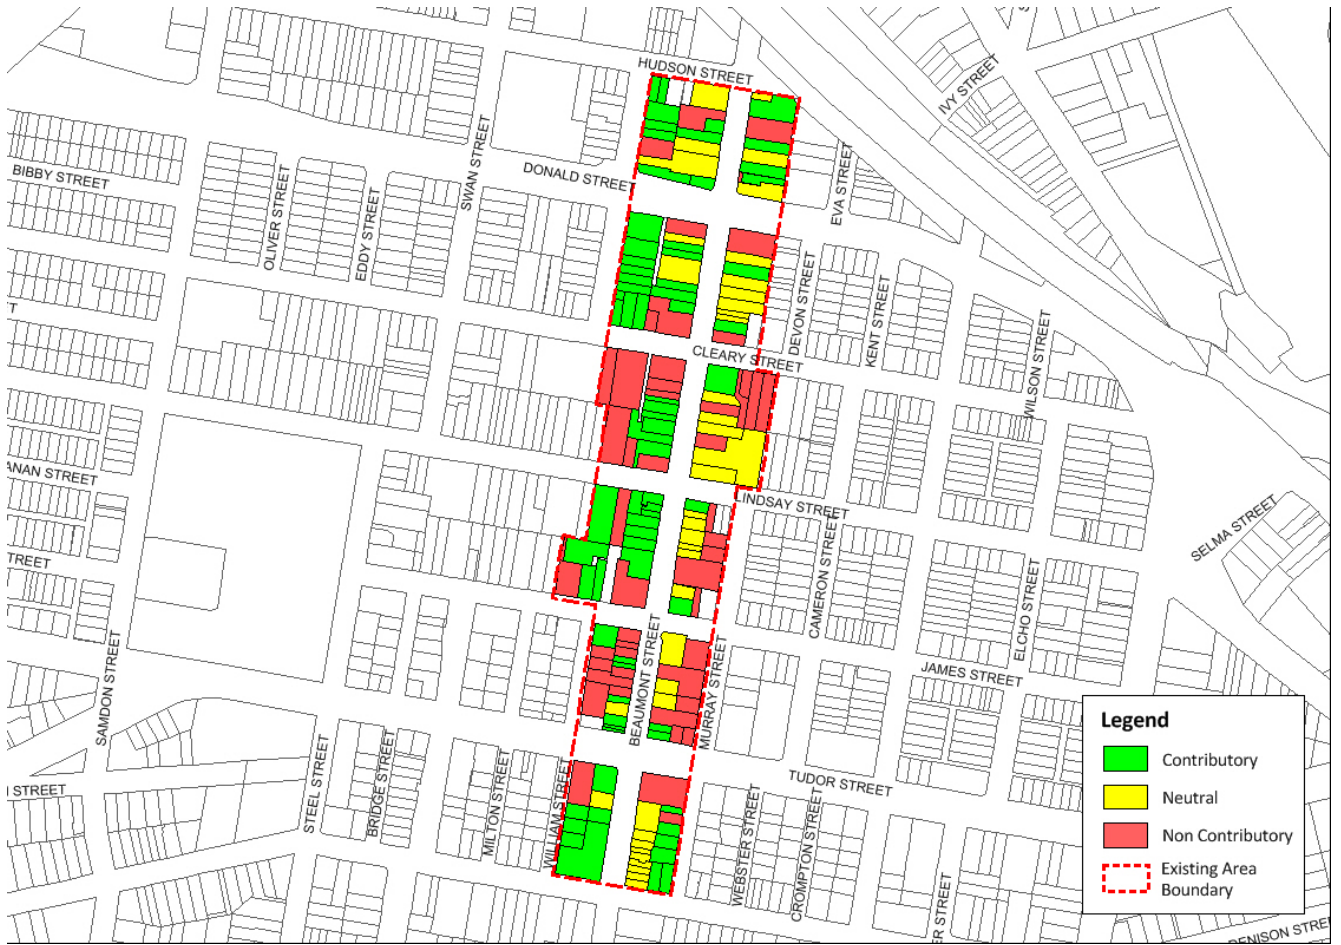 HUDSON STREET
IVY STREET
SWAN STREET
DONALD STREET
BIBBY STREET
EVA STREET
OLIVER STREET
EDDY STREET
DEVON STREET
KENT STREET
T
WILSON STREET
CLEARY STREET
ANAN STREET
LINDSAY STREET
SELMA STREET
TREET
CAMERON STREET
ELCHO STREET
SAMDON STREET
BEAUMONT STREET
MURRAY STREET
JAMES STREET
Legend
Contributory
Neutral
Non Contributory
Existing Area
Boundary
TUDOR STREET
STREET
STEEL STREET
BRIDGE STREET
MILTON STREET
WILLIAM STREET
WEBSTER STREET
CROMPTON STREET
ER STREET
DENISON STREE